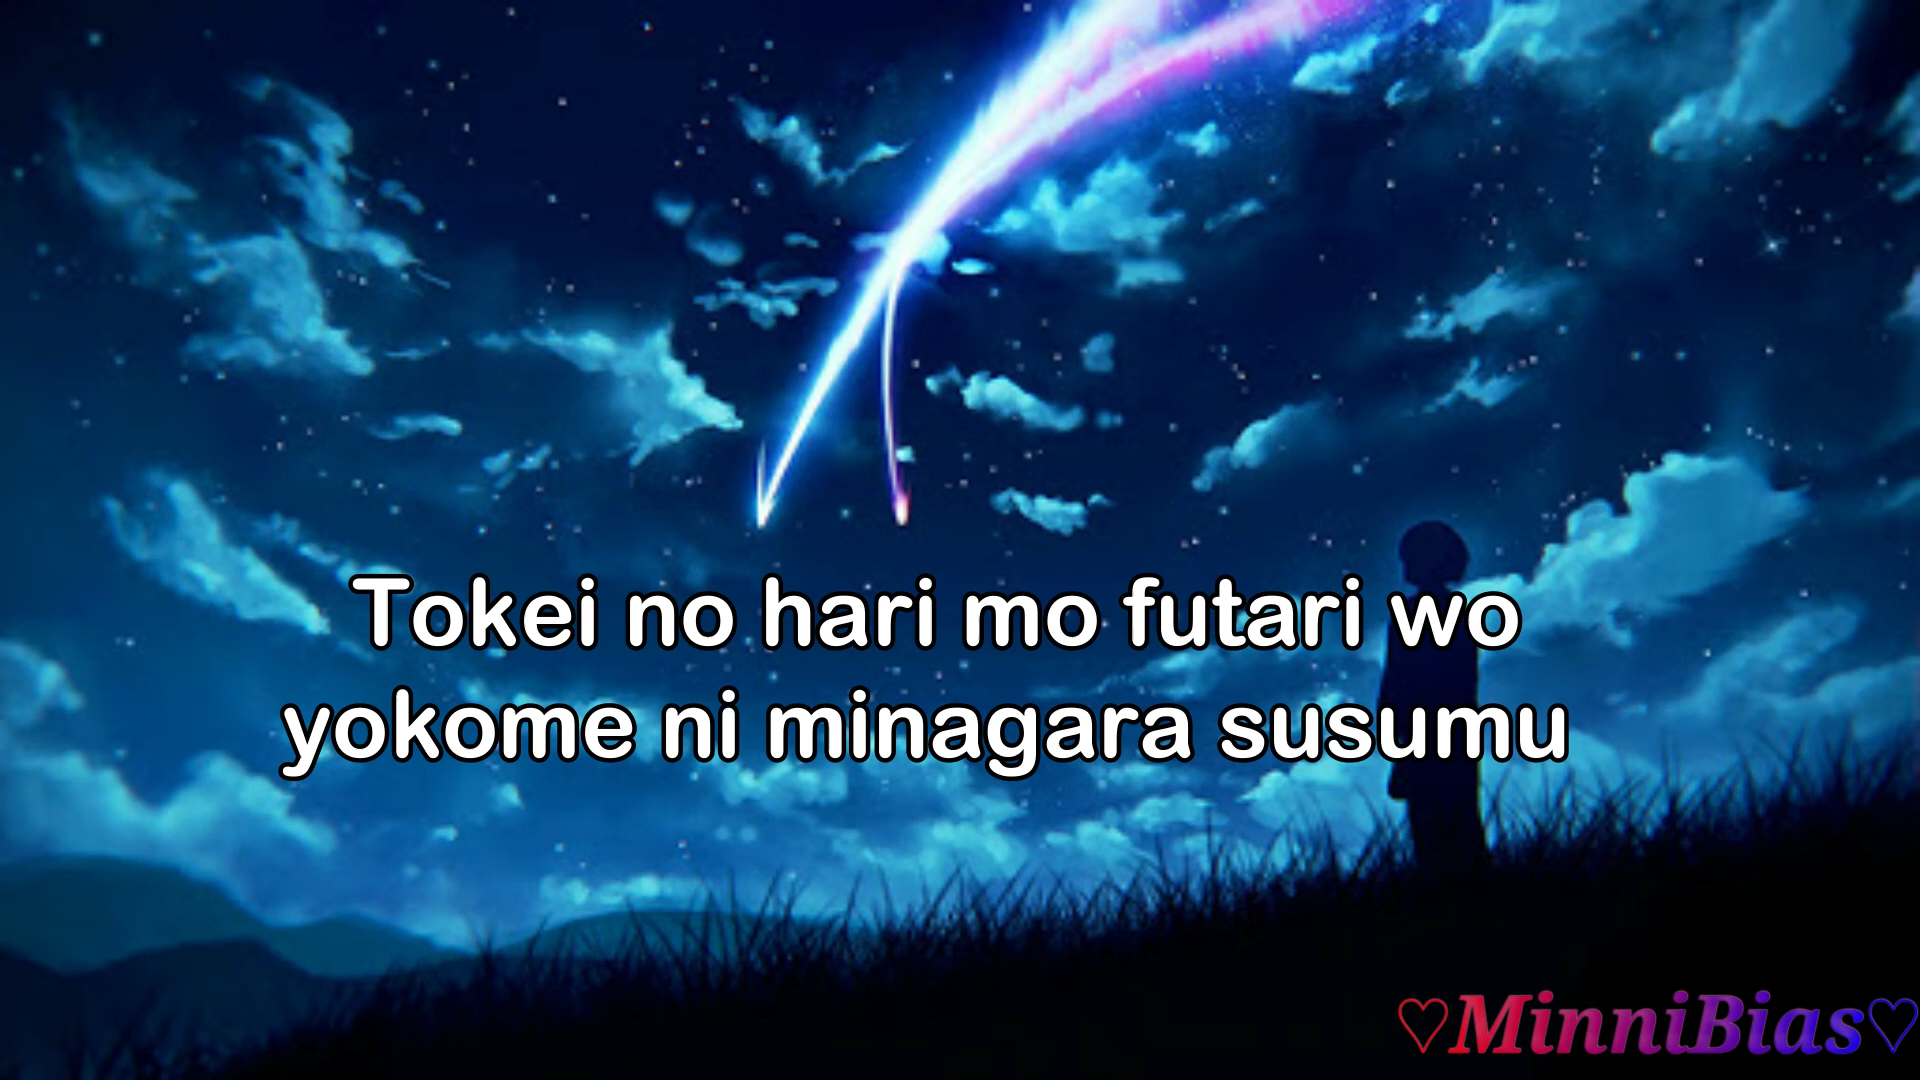 Tokei no hari mo futari wo
yokome ni minagara susumu
♡MinniBias♡